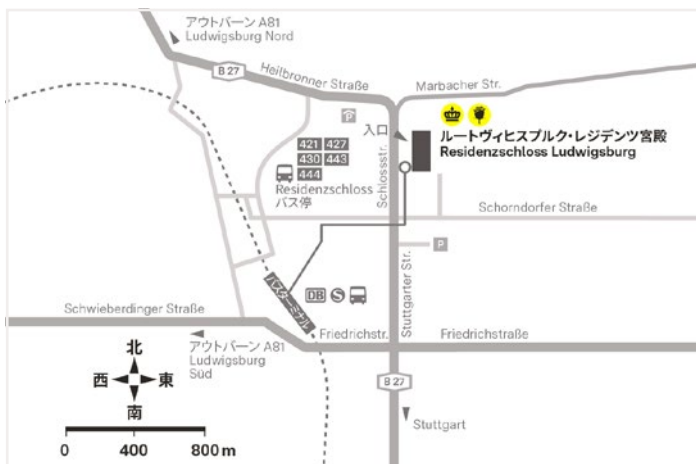 アウトバーン A81
Ludwigsburg Nord
B 27
Heilbronner Straße
Marbacher Str.
入口
ルートヴィヒスブルク・レジデンツ宮殿
Residenzschloss Ludwigsburg
421 427
430 443
444
Residenzschloss
バス停
Schlossstr.
Schorndorfer Straße
P
Stuttgarter Str.
バスターミナル
DB S
Schwieberdinger Straße
Friedrichstr.
Friedrichstraße
アウトバーン A81
Ludwigsburg
Süd
B 27
Stuttgart
北
西 東
南
0 400 800 m